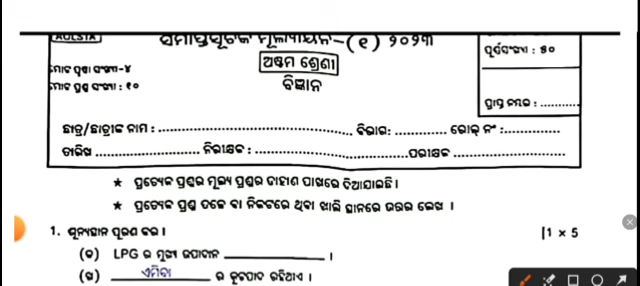 ସମାପ୍ତିସୂଚକ ମୂଲ୍ୟାୟନ–(୧) ୨୦୨୩
ଅଷ୍ଟମ ଶ୍ରେଣୀ
ପୂର୍ଣ୍ଣସଂଖ୍ୟା : ୫୦
ମୋଟ ପୃଷ୍ଠା ସଂଖ୍ୟା–୪
ବିଜ୍ଞାନ
ମୋଟ ପ୍ରଶ୍ନ ସଂଖ୍ୟା : ୧୦
ପ୍ରାପ୍ତ ନମ୍ବର : ............
ଛାତ୍ର/ଛାତ୍ରୀଙ୍କ ନାମ : ................................ ବିଭାଗ: ............ ରୋଲ୍ ନଂ :............
ତାରିଖ .................... ନିରୀକ୍ଷକ : ................................ପରୀକ୍ଷକ ....................
★ ପ୍ରତ୍ୟେକ ପ୍ରଶ୍ନର ମୂଲ୍ୟ ପ୍ରଶ୍ନର ଡାହାଣ ପାଖରେ ଦିଆଯାଇଛି।
★ ପ୍ରତ୍ୟେକ ପ୍ରଶ୍ନ ତଳେ ବା ନିକଟରେ ଥିବା ଖାଲି ସ୍ଥାନରେ ଉତ୍ତର ଲେଖ ।
1. ଶୂନ୍ୟସ୍ଥାନ ପୂରଣ କର। [1 × 5
(କ) LPG ର ମୁଖ୍ୟ ଉପାଦାନ ______________ ।
(ଖ) ଏମିବା ର କୂଟପାଦ ରହିଥାଏ ।